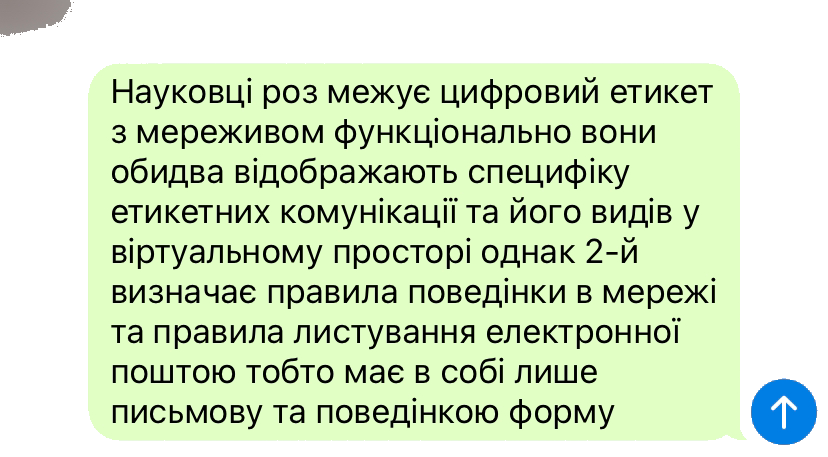 Науковці роз межує цифровий етикет
з мереживом функціонально вони
обидва відображають специфіку
етикетних комунікації та його видів у
віртуальному просторі однак 2-й
визначає правила поведінки в мережі
та правила листування електронної
поштою тобто має в собі лише
письмову та поведінкою форму